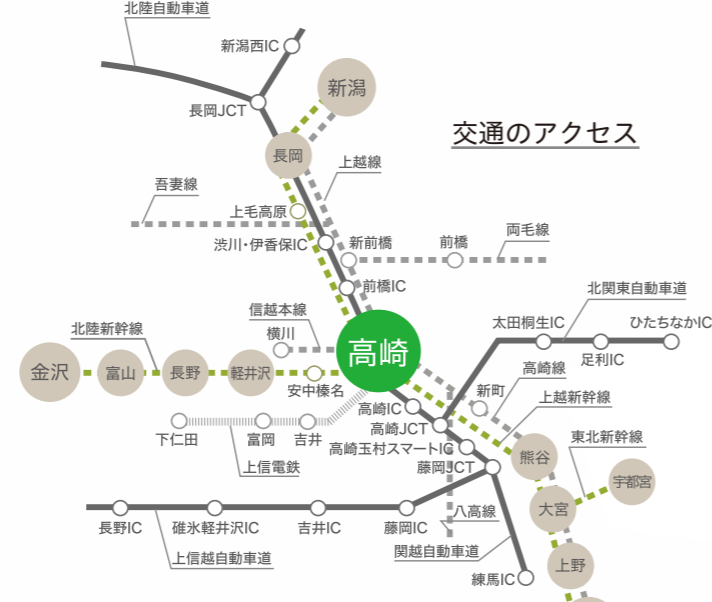 北陸自動車道
新潟西IC
新潟
長岡JCT
交通のアクセス
長岡
上越線
吾妻線
上毛高原
渋川・伊香保IC
新前橋
前橋
両毛線
前橋IC
北関東自動車道
信越本線
太田桐生IC
ひたちなかIC
北陸新幹線
横川
高崎
足利IC
金沢
富山
長野
軽井沢
安中榛名
高崎線
新町
上越新幹線
高崎IC
高崎JCT
下仁田
富岡
吉井
高崎玉村スマートIC
東北新幹線
熊谷
藤岡JCT
上信電鉄
宇都宮
大宮
八高線
長野IC
碓氷軽井沢IC
吉井IC
藤岡IC
関越自動車道
上信越自動車道
上野
練馬IC